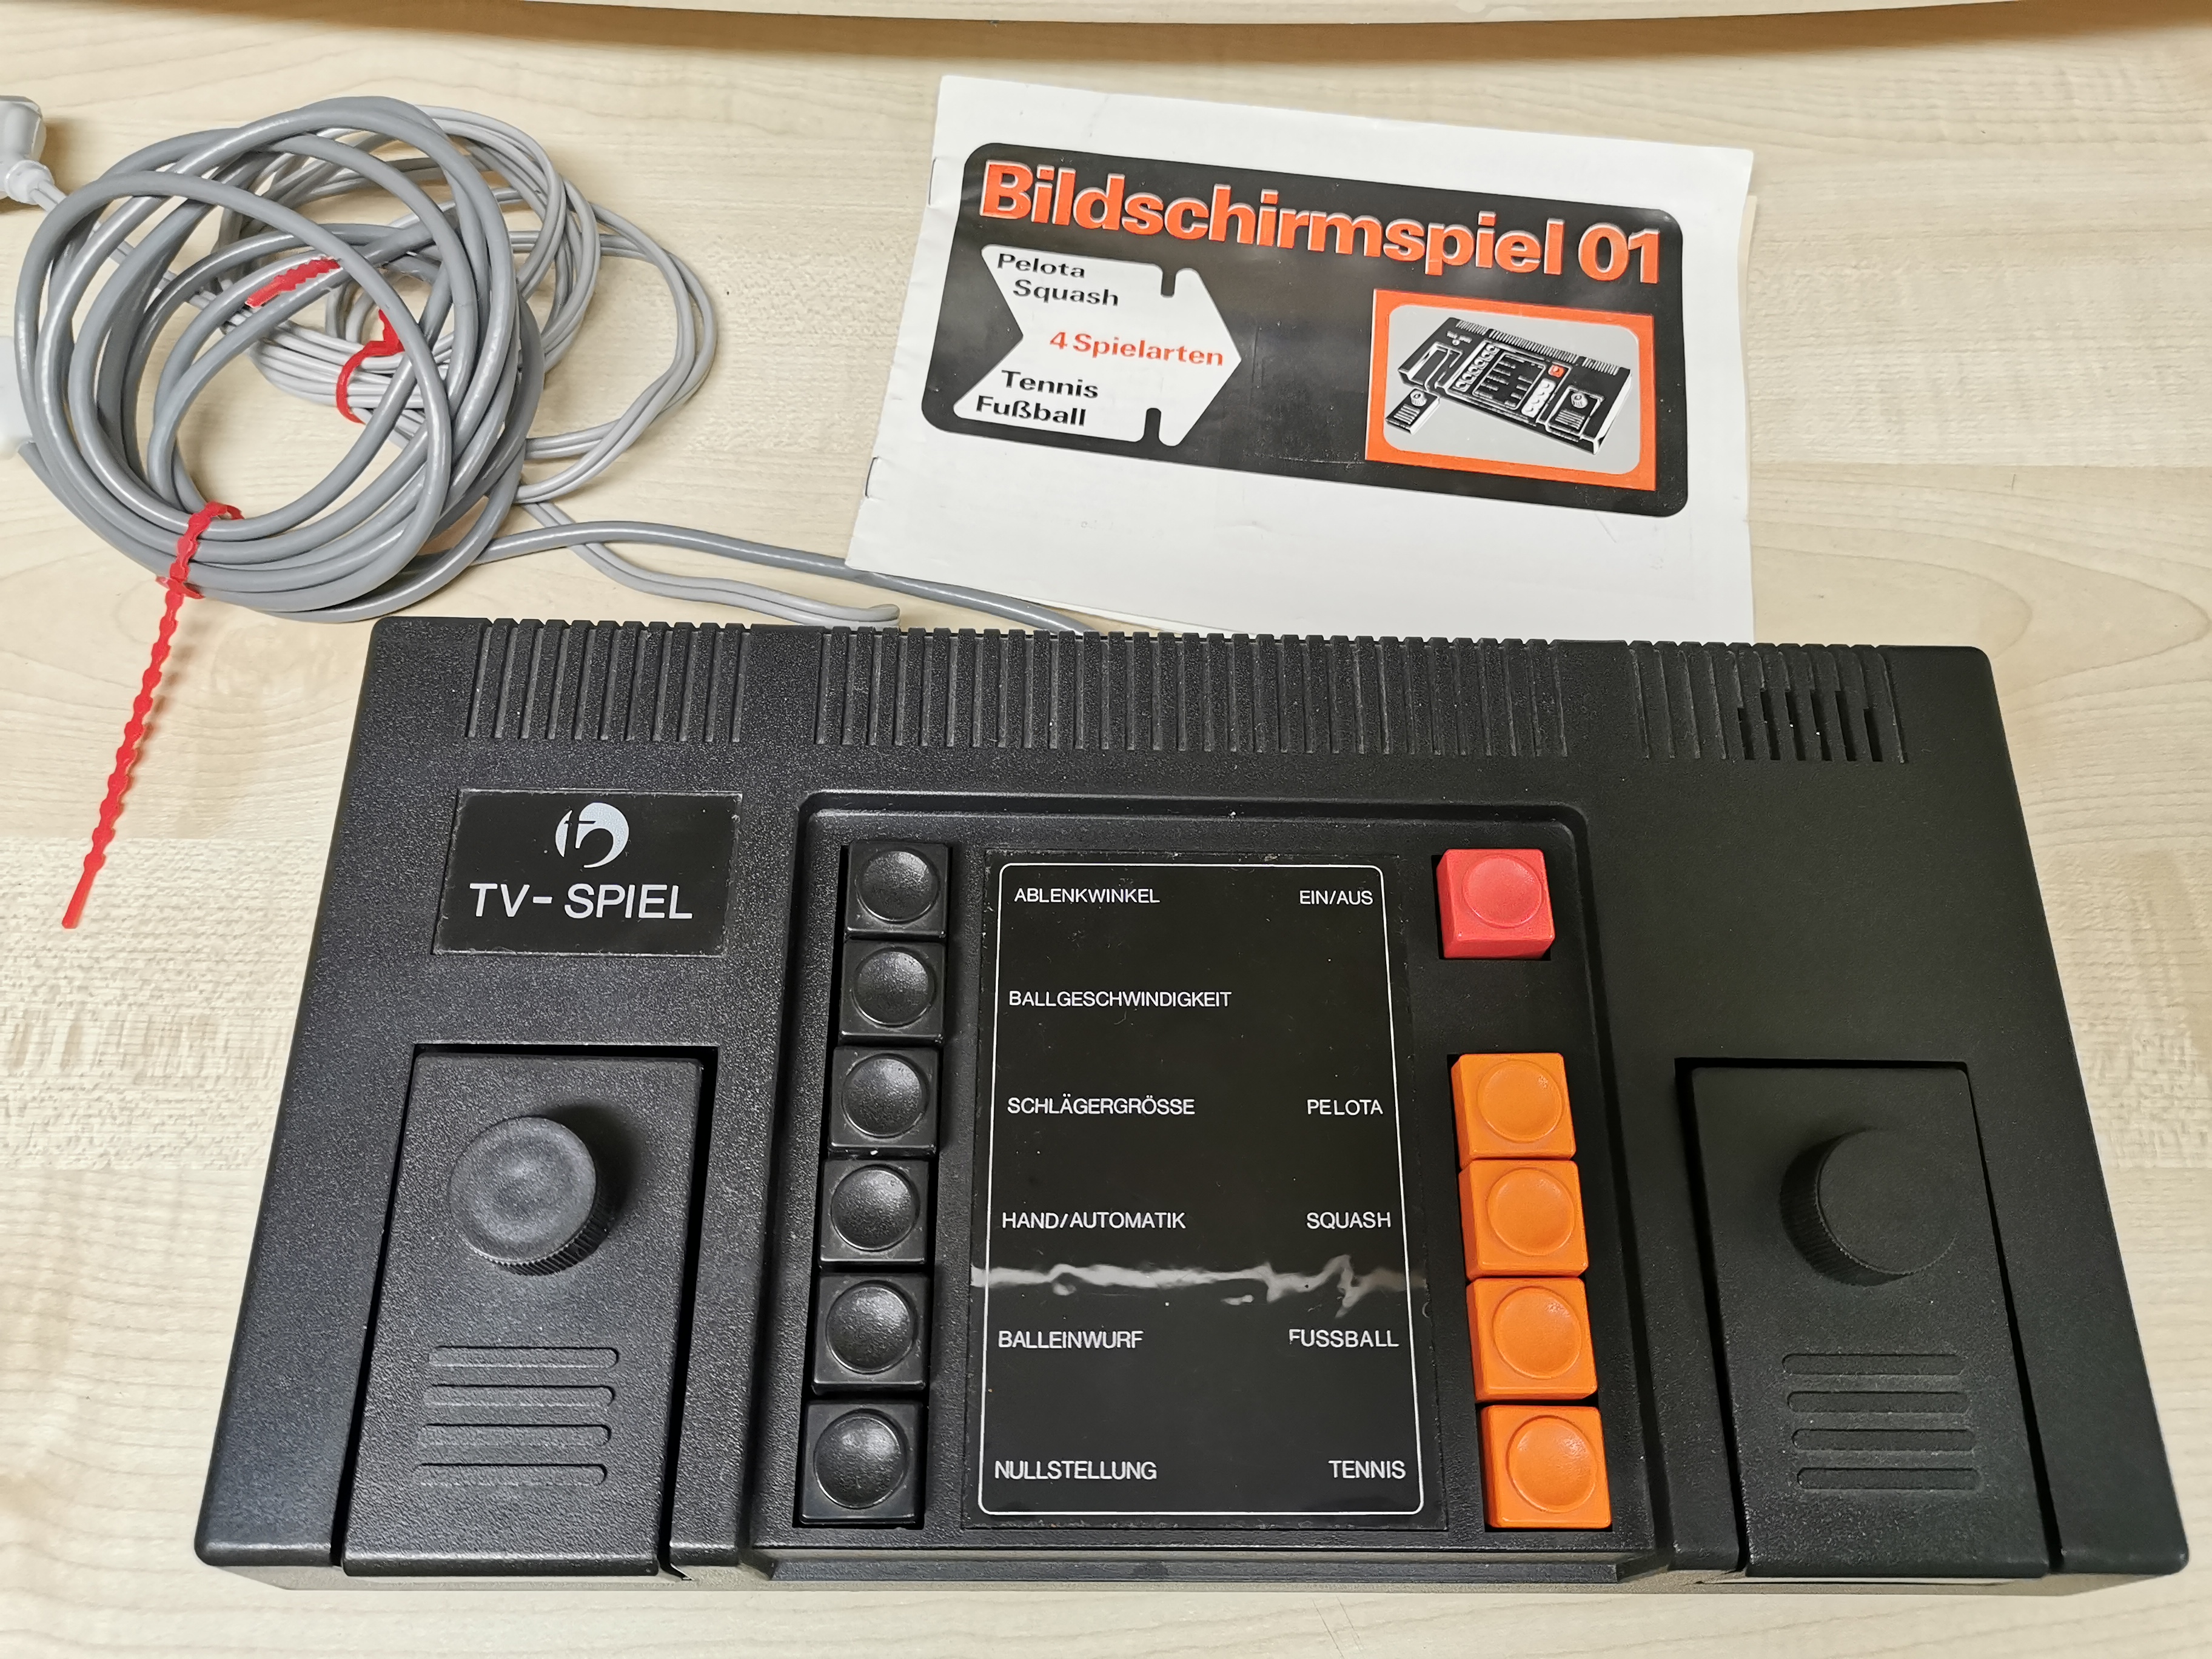 Bildschirmspiel 01
Pelota
Squash
4 Spielarten
Tennis
Fußball
TV-SPIEL
ABLENKWINKEL EIN/AUS
BALLGESCHWINDIGKEIT
SCHLÄGERGRÖSSE PELOTA
HAND/AUTOMATIK SQUASH
BALLEINWURF FUSSBALL
NULLSTELLUNG TENNIS